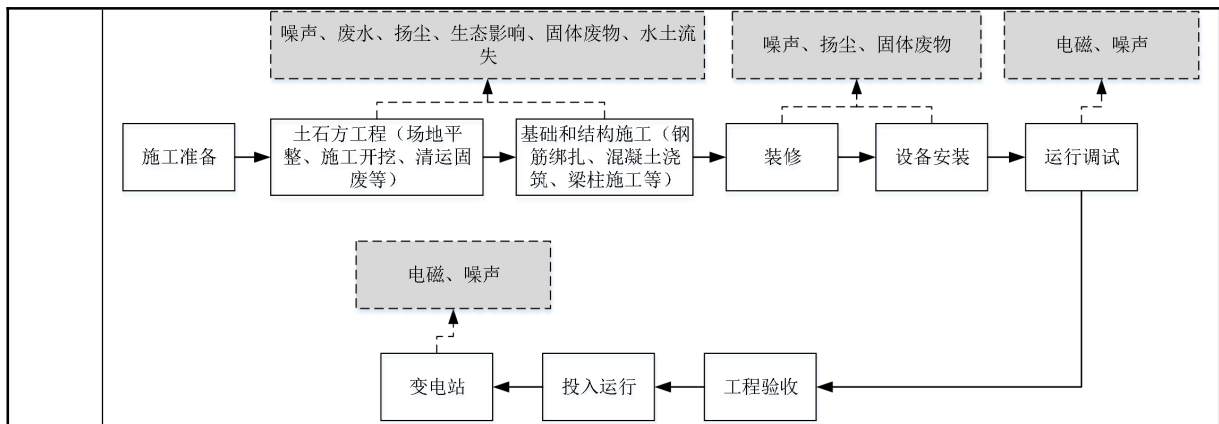 噪声、废水、扬尘、生态影响、固体废物、水土流
失
噪声、扬尘、固体废物
电磁、噪声
施工准备
土石方工程（场地平
整、施工开挖、清运固
废等）
基础和结构施工（钢
筋绑扎、混凝土浇
筑、梁柱施工等）
装修
设备安装
运行调试
电磁、噪声
变电站
投入运行
工程验收